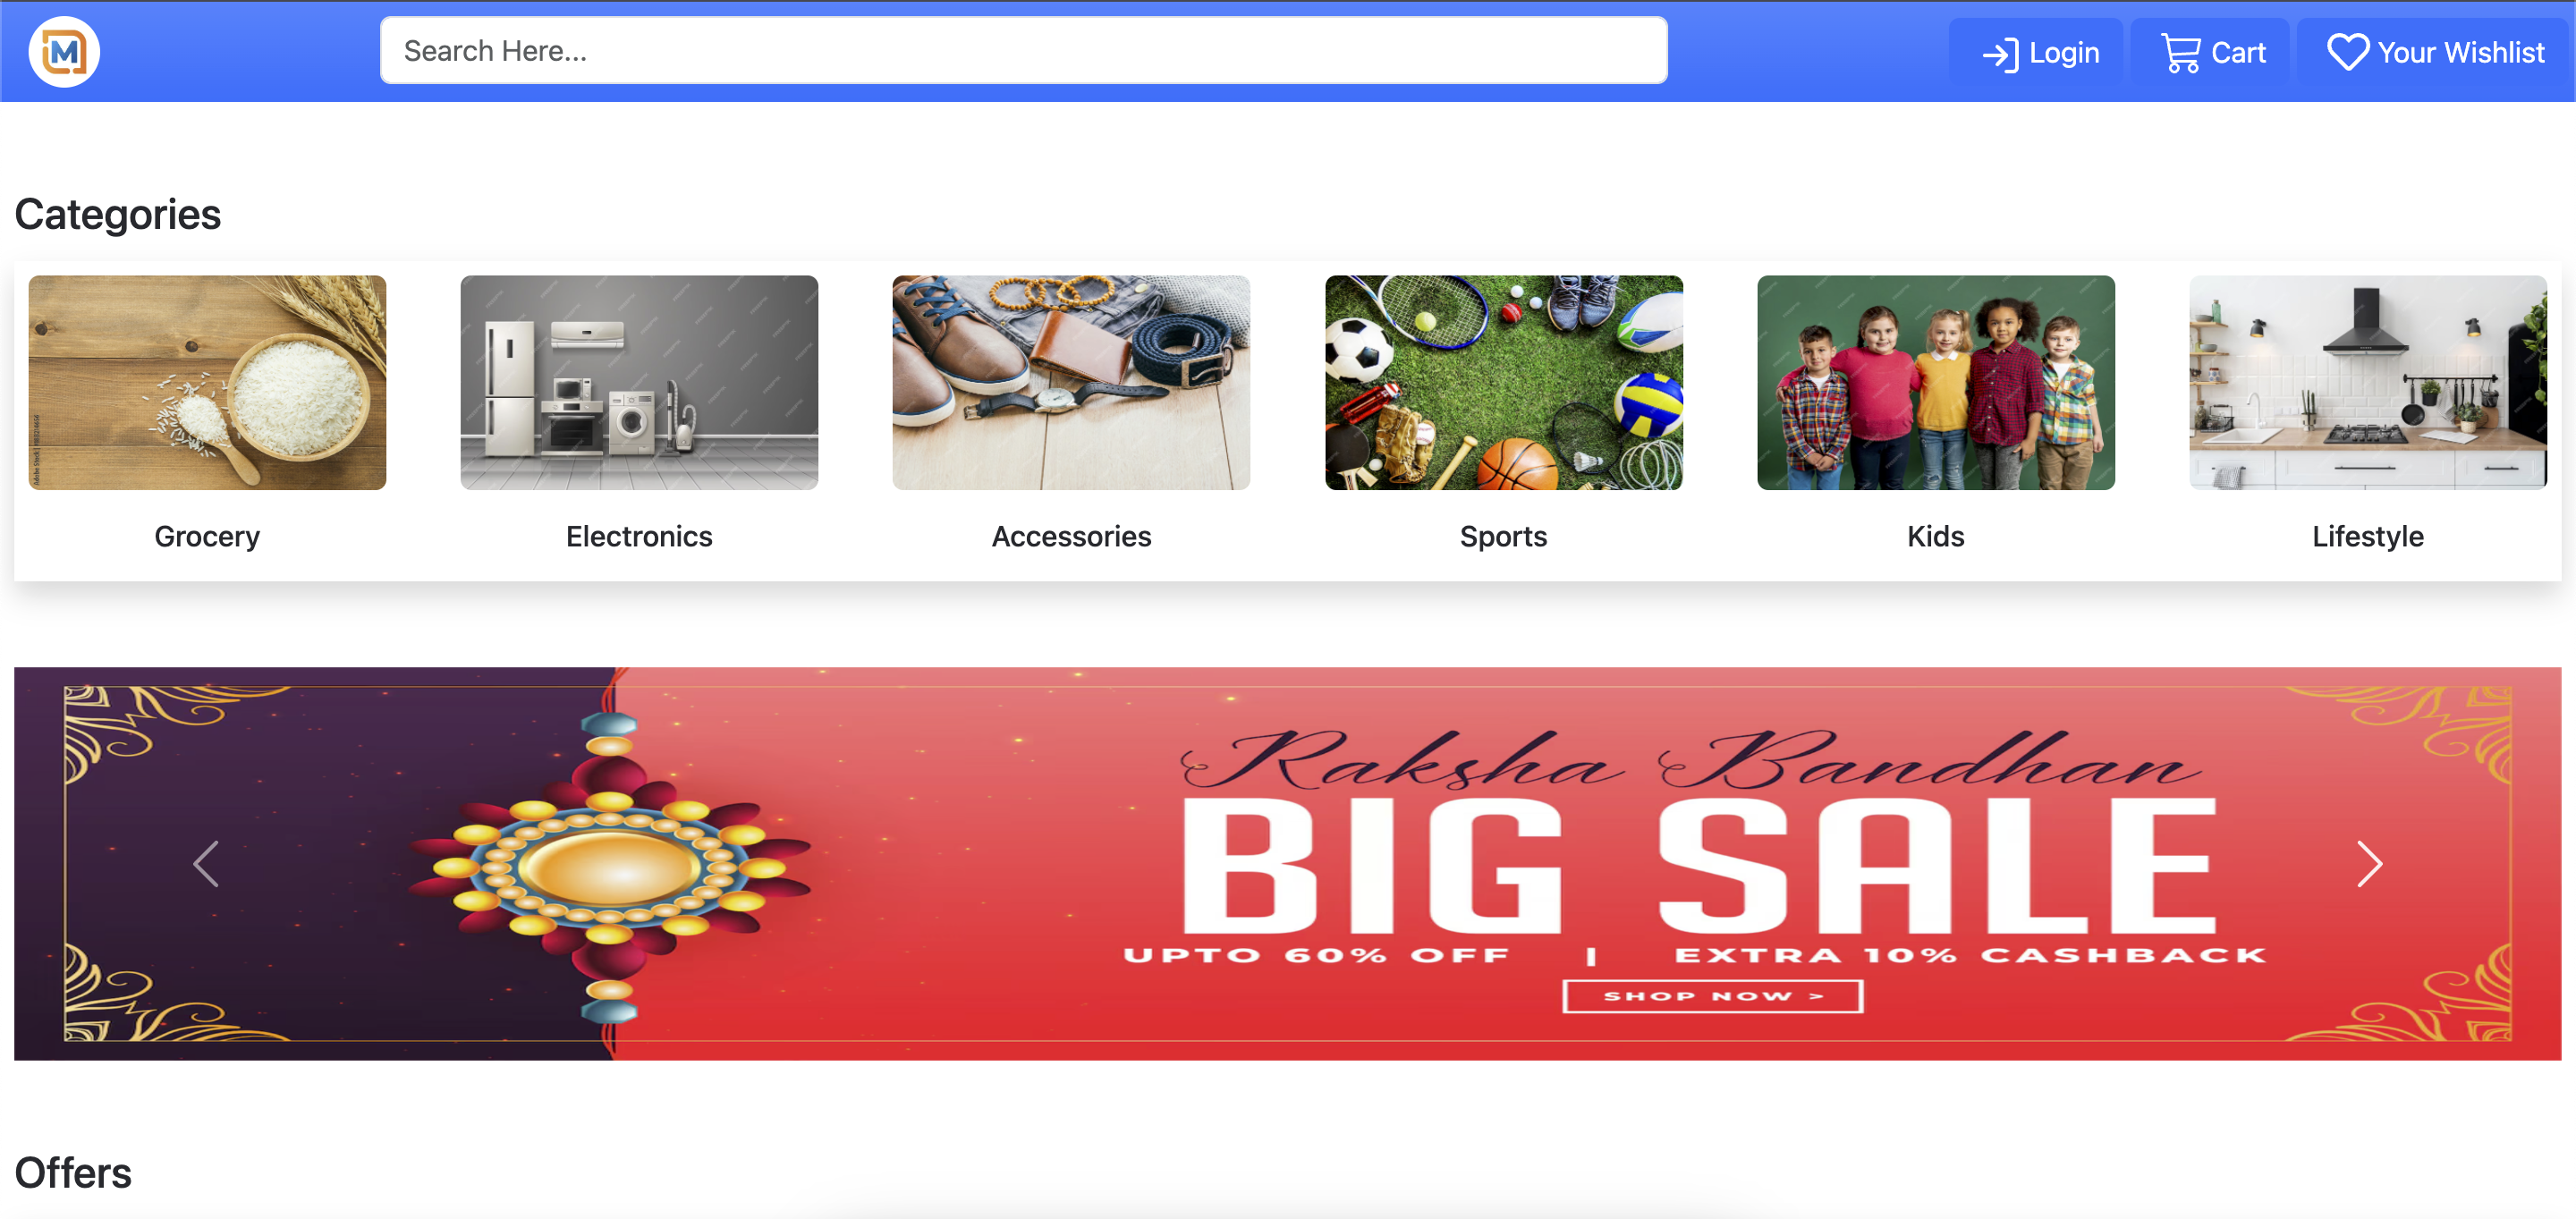 M
Search Here...
Login
Cart
Your Wishlist
Categories
Grocery
Electronics
Accessories
Sports
Kids
Lifestyle
Raksha Bandhan
BIG SALE
UPTO 60% OFF | EXTRA 10% CASHBACK
SHOP NOW >
Offers